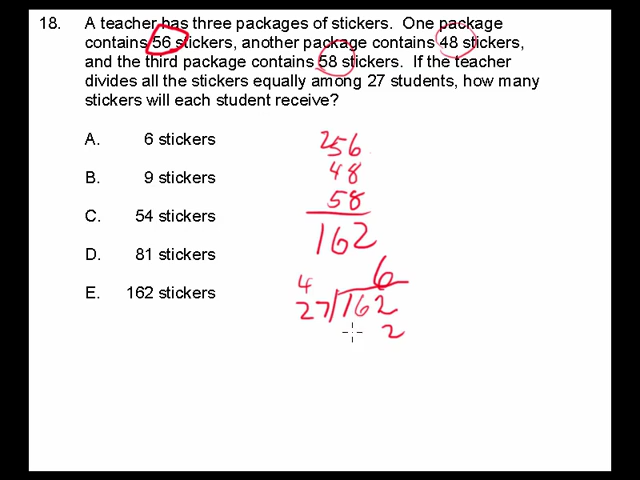 18. A teacher has three packages of stickers. One package
contains 56 stickers, another package contains 48 stickers,
and the third package contains 58 stickers. If the teacher
divides all the stickers equally among 27 students, how many
stickers will each student receive?
A. 6 stickers
B. 9 stickers
C. 54 stickers
D. 81 stickers
E. 162 stickers
2
56
48
58
162
6
4
27)162
2